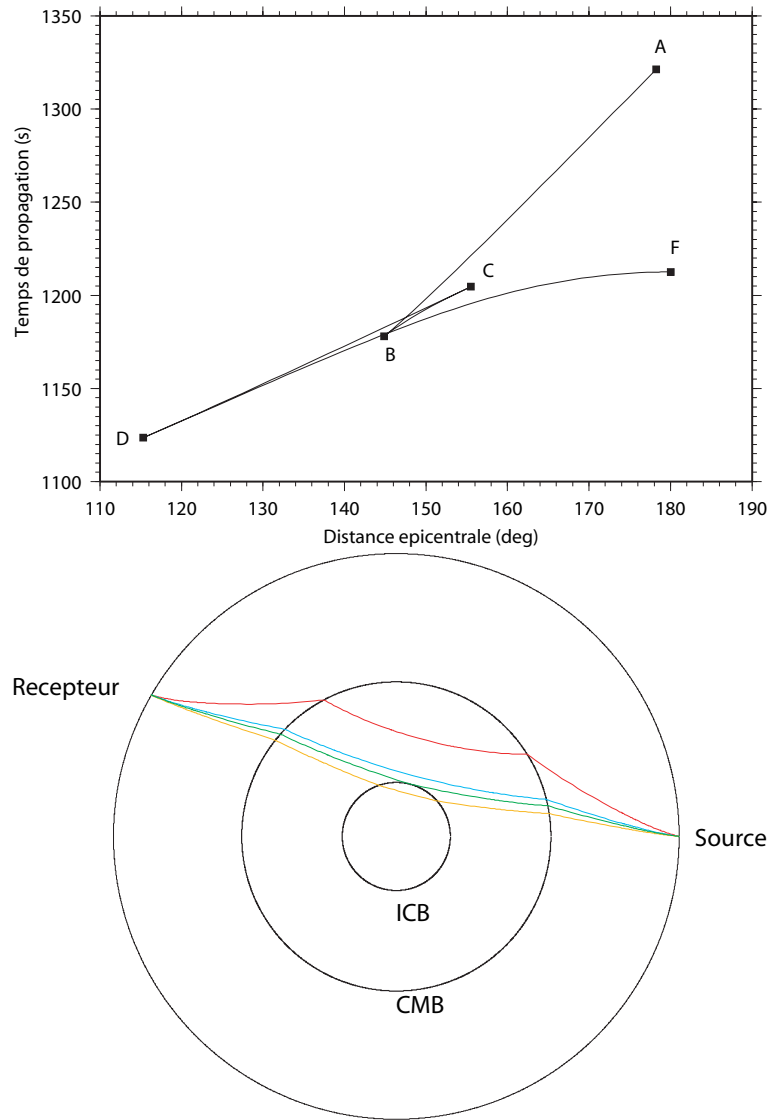 1350
1300
1250
1200
1150
1100
Temps de propagation (s)
A
F
C
B
D
110 120 130 140 150 160 170 180 190
Distance epicentrale (deg)
Recepteur
Source
ICB
CMB